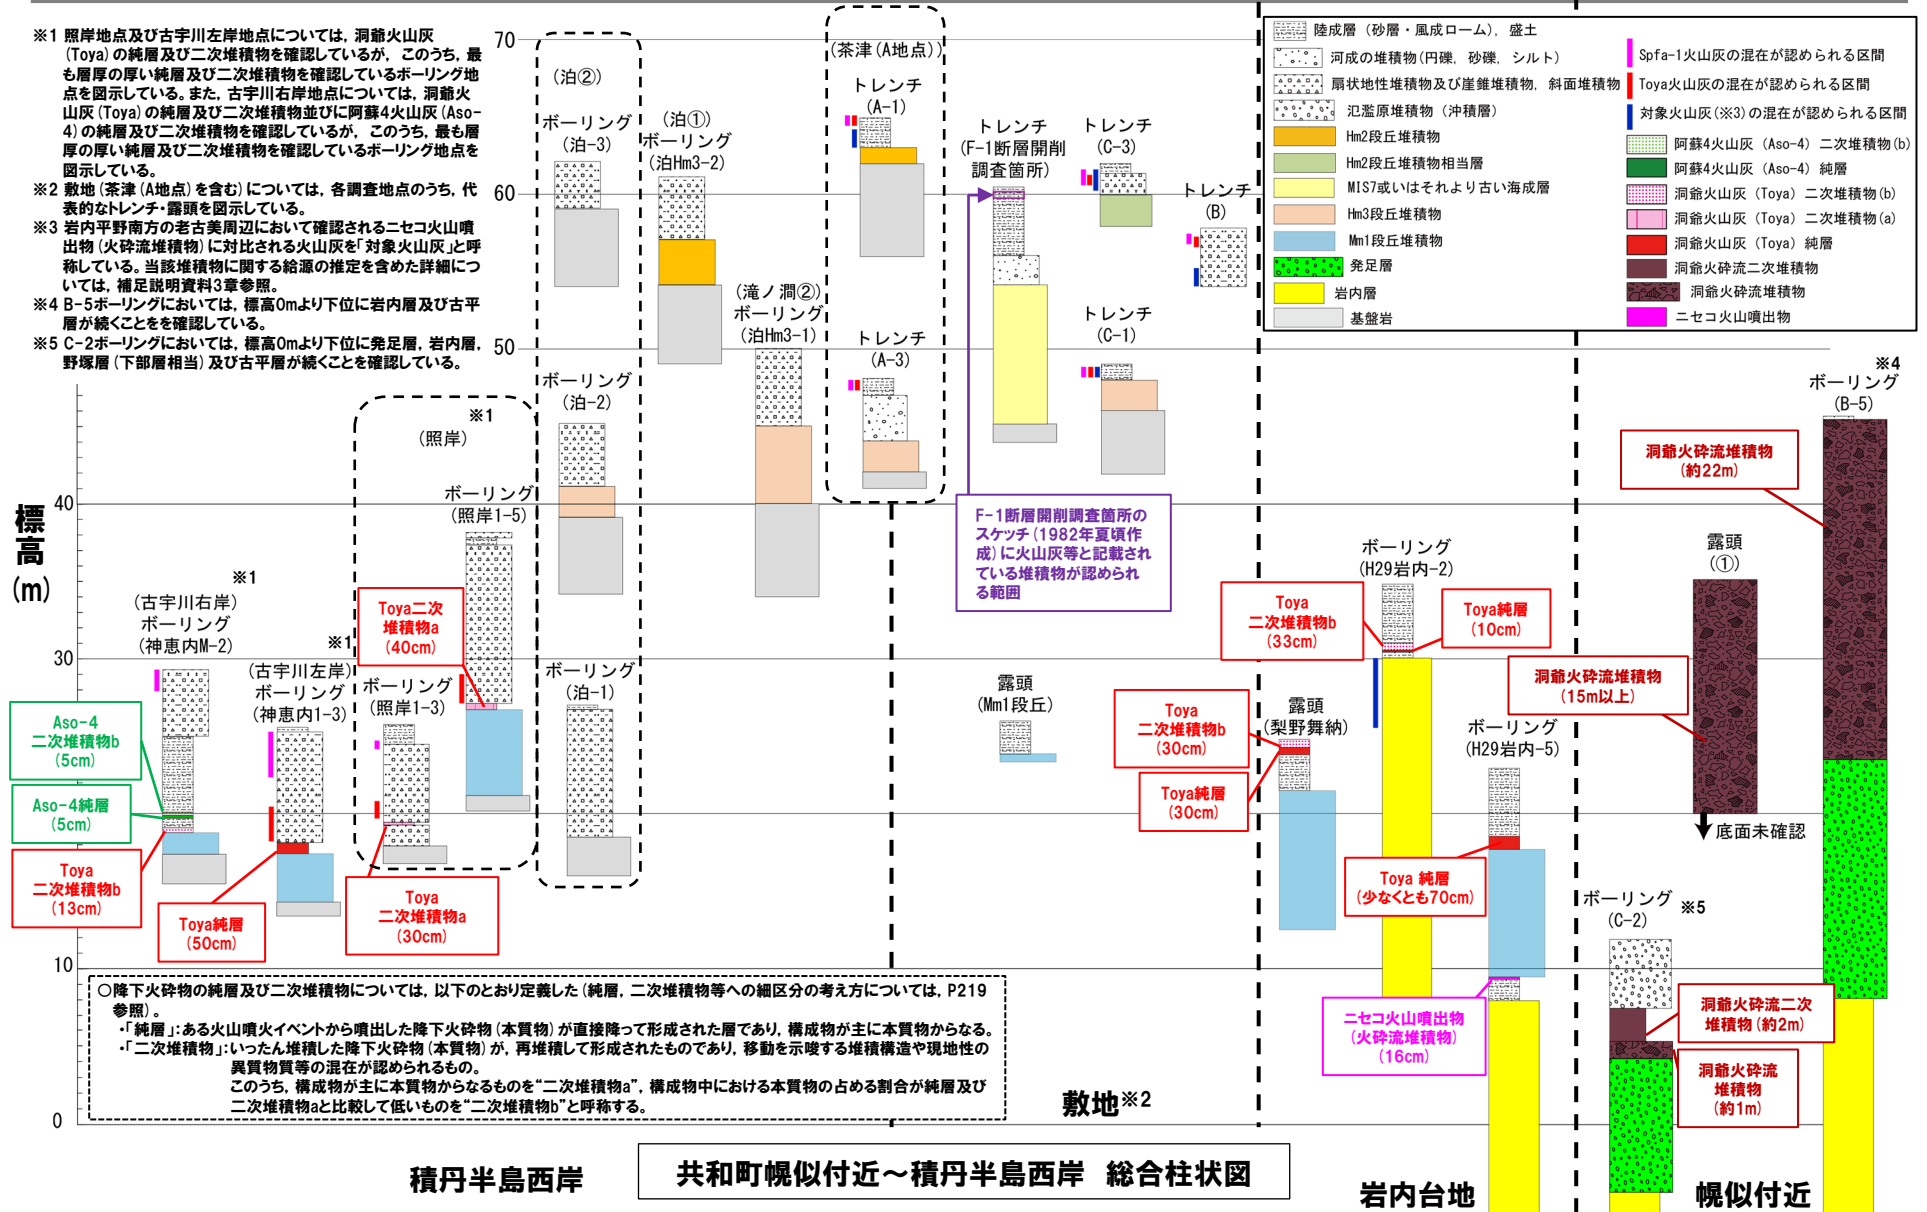 ※1 照岸地点及び古宇川左岸地点については，洞爺火山灰
(Toya)の純層及び二次堆積物を確認しているが，このうち，最
も層厚の厚い純層及び二次堆積物を確認しているボーリング地
点を図示している。また，古宇川右岸地点については，洞爺火
山灰(Toya)の純層及び二次堆積物並びに阿蘇4火山灰(Aso-
4)の純層及び二次堆積物を確認しているが，このうち，最も層
厚の厚い純層及び二次堆積物を確認しているボーリング地点を
図示している。
※2 敷地(茶津(A地点)を含む)については，各調査地点のうち，代
表的なトレンチ・露頭を図示している。
※3 岩内平野南方の老古美周辺において確認されるニセコ火山噴
出物(火砕流堆積物)に対比される火山灰を「対象火山灰」と呼
称している。当該堆積物に関する給源の推定を含めた詳細につ
いては，補足説明資料3章参照。
※4 B-5ボーリングにおいては，標高0mより下位に岩内層及び古平
層が続くことをを確認している。
※5 C-2ボーリングにおいては，標高0mより下位に発足層，岩内層，
野塚層(下部層相当)及び古平層が続くことを確認している。
標高
(m)
70
60
50
40
30
10
0
陸成層（砂層・風成ローム），盛土
河成の堆積物(円礫，砂礫，シルト)
扇状地性堆積物及び崖錐堆積物，斜面堆積物
氾濫原堆積物（沖積層）
Hm2段丘堆積物
Hm2段丘堆積物相当層
MIS7或いはそれより古い海成層
Hm3段丘堆積物
Mm1段丘堆積物
発足層
岩内層
基盤岩
Spfa-1火山灰の混在が認められる区間
Toya火山灰の混在が認められる区間
対象火山灰(※3)の混在が認められる区間
阿蘇4火山灰（Aso-4）二次堆積物(b)
阿蘇4火山灰（Aso-4）純層
洞爺火山灰（Toya）二次堆積物(b)
洞爺火山灰（Toya）二次堆積物(a)
洞爺火山灰（Toya）純層
洞爺火砕流二次堆積物
洞爺火砕流堆積物
ニセコ火山噴出物
※1
(古宇川右岸)
ボーリング
(神恵内M-2)
※1
(古宇川左岸)
ボーリング
(神恵内1-3)
※1
(照岸)
ボーリング
(照岸1-5)
ボーリング
(照岸1-3)
(泊②)
ボーリング
(泊-3)
ボーリング
(泊-2)
ボーリング
(泊-1)
(泊①)
ボーリング
(泊Hm3-2)
(滝ノ澗②)
ボーリング
(泊Hm3-1)
(茶津(A地点))
トレンチ
(A-1)
トレンチ
(A-3)
トレンチ
(F-1断層開削
調査箇所)
トレンチ
(C-3)
トレンチ
(B)
トレンチ
(C-1)
露頭
(Mm1段丘)
露頭
(梨野舞納)
ボーリング
(H29岩内-2)
ボーリング
(H29岩内-5)
露頭
(①)
底面未確認
※4
ボーリング
(B-5)
ボーリング
(C-2)
※5
Aso-4
二次堆積物b
(5cm)
Aso-4純層
(5cm)
Toya
二次堆積物b
(13cm)
Toya純層
(50cm)
Toya二次
堆積物a
(40cm)
Toya
二次堆積物a
(30cm)
F-1断層開削調査箇所の
スケッチ(1982年夏頃作
成)に火山灰等と記載され
ている堆積物が認められ
る範囲
Toya
二次堆積物b
(33cm)
Toya純層
(10cm)
Toya
二次堆積物b
(30cm)
Toya純層
(30cm)
Toya 純層
(少なくとも70cm)
ニセコ火山噴出物
(火砕流堆積物)
(16cm)
洞爺火砕流堆積物
(約22m)
洞爺火砕流堆積物
(15m以上)
洞爺火砕流二次
堆積物(約2m)
洞爺火砕流
堆積物
(約1m)
○降下火砕物の純層及び二次堆積物については，以下のとおり定義した(純層，二次堆積物等への細区分の考え方については，P219
参照)。
・「純層」：ある火山噴火イベントから噴出した降下火砕物(本質物)が直接降って形成された層であり，構成物が主に本質物からなる。
・「二次堆積物」：いったん堆積した降下火砕物(本質物)が，再堆積して形成されたものであり，移動を示唆する堆積構造や現地性の
異質物質等の混在が認められるもの。
このうち，構成物が主に本質物からなるものを“二次堆積物a”，構成物中における本質物の占める割合が純層及び
二次堆積物aと比較して低いものを“二次堆積物b”と呼称する。
積丹半島西岸
敷地※2
岩内台地
幌似付近
共和町幌似付近～積丹半島西岸 総合柱状図